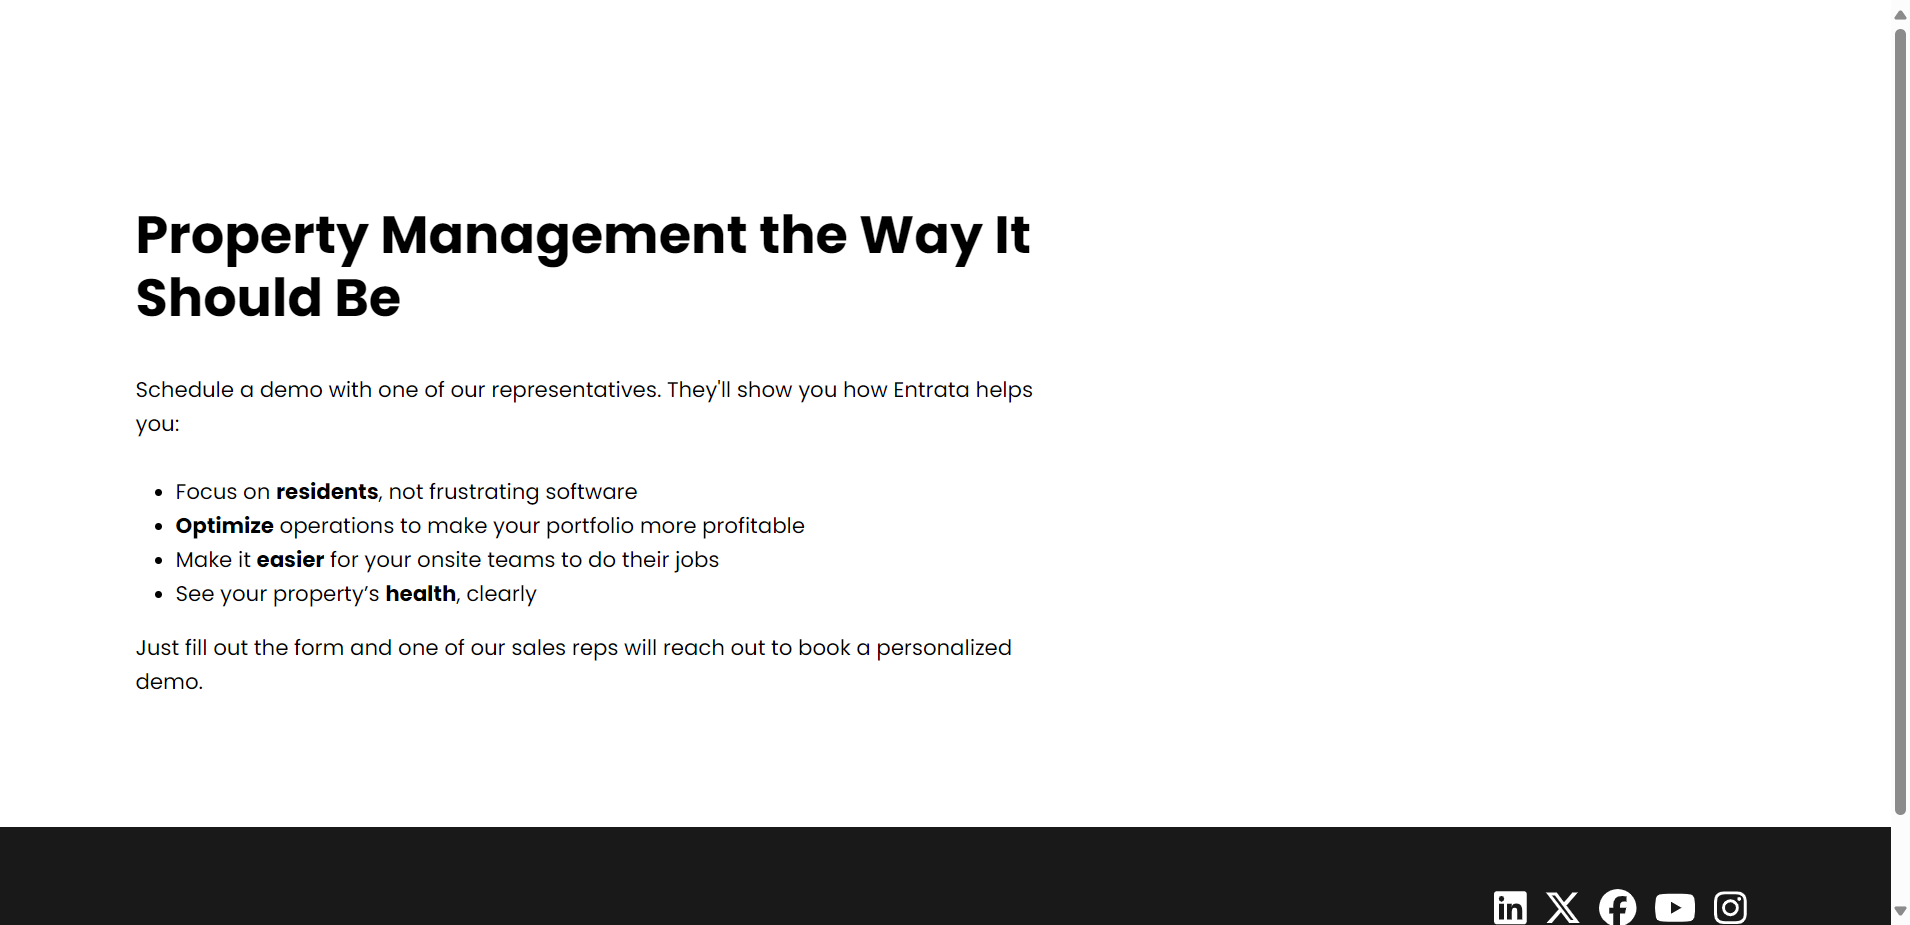 Property Management the Way It
Should Be
Schedule a demo with one of our representatives. They'll show you how Entrata helps
you:
• Focus on residents, not frustrating software
• Optimize operations to make your portfolio more profitable
• Make it easier for your onsite teams to do their jobs
• See your property’s health, clearly
Just fill out the form and one of our sales reps will reach out to book a personalized
demo.